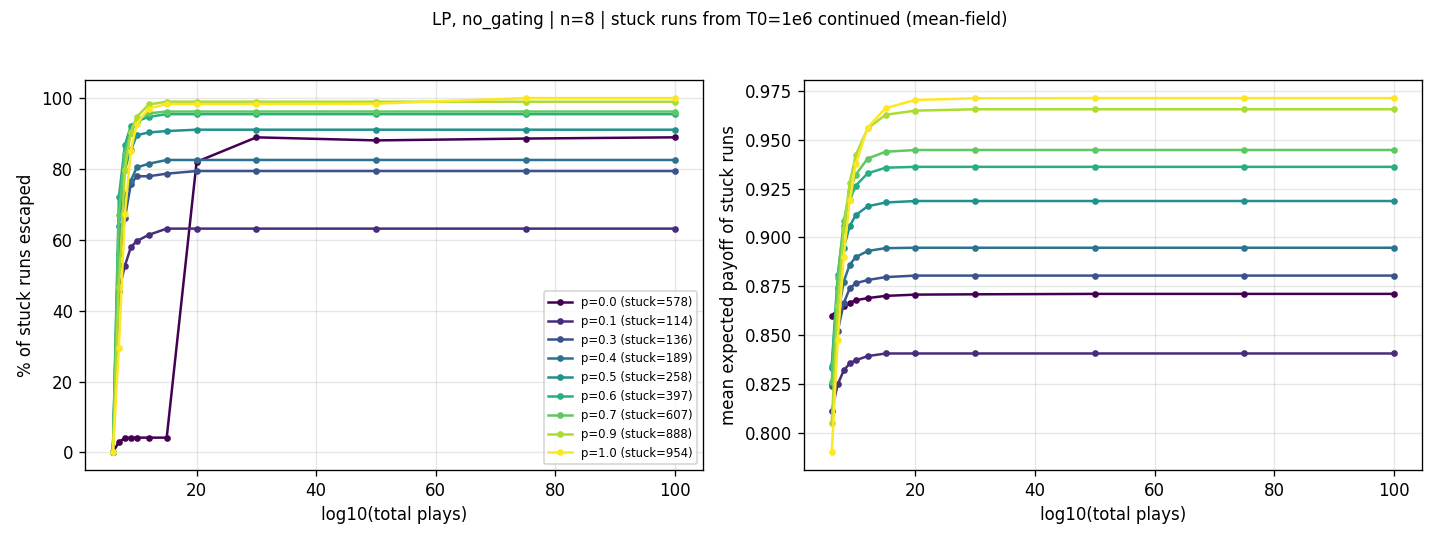 LP, no_gating | n=8 | stuck runs from T0=1e6 continued (mean-field)
% of stuck runs escaped
100
80
60
40
20
0
20
40
60
80
100
log10(total plays)
p=0.0 (stuck=578)
p=0.1 (stuck=114)
p=0.3 (stuck=136)
p=0.4 (stuck=189)
p=0.5 (stuck=258)
p=0.6 (stuck=397)
p=0.7 (stuck=607)
p=0.9 (stuck=888)
p=1.0 (stuck=954)
mean expected payoff of stuck runs
0.975
0.950
0.925
0.900
0.875
0.850
0.825
0.800
20
40
60
80
100
log10(total plays)